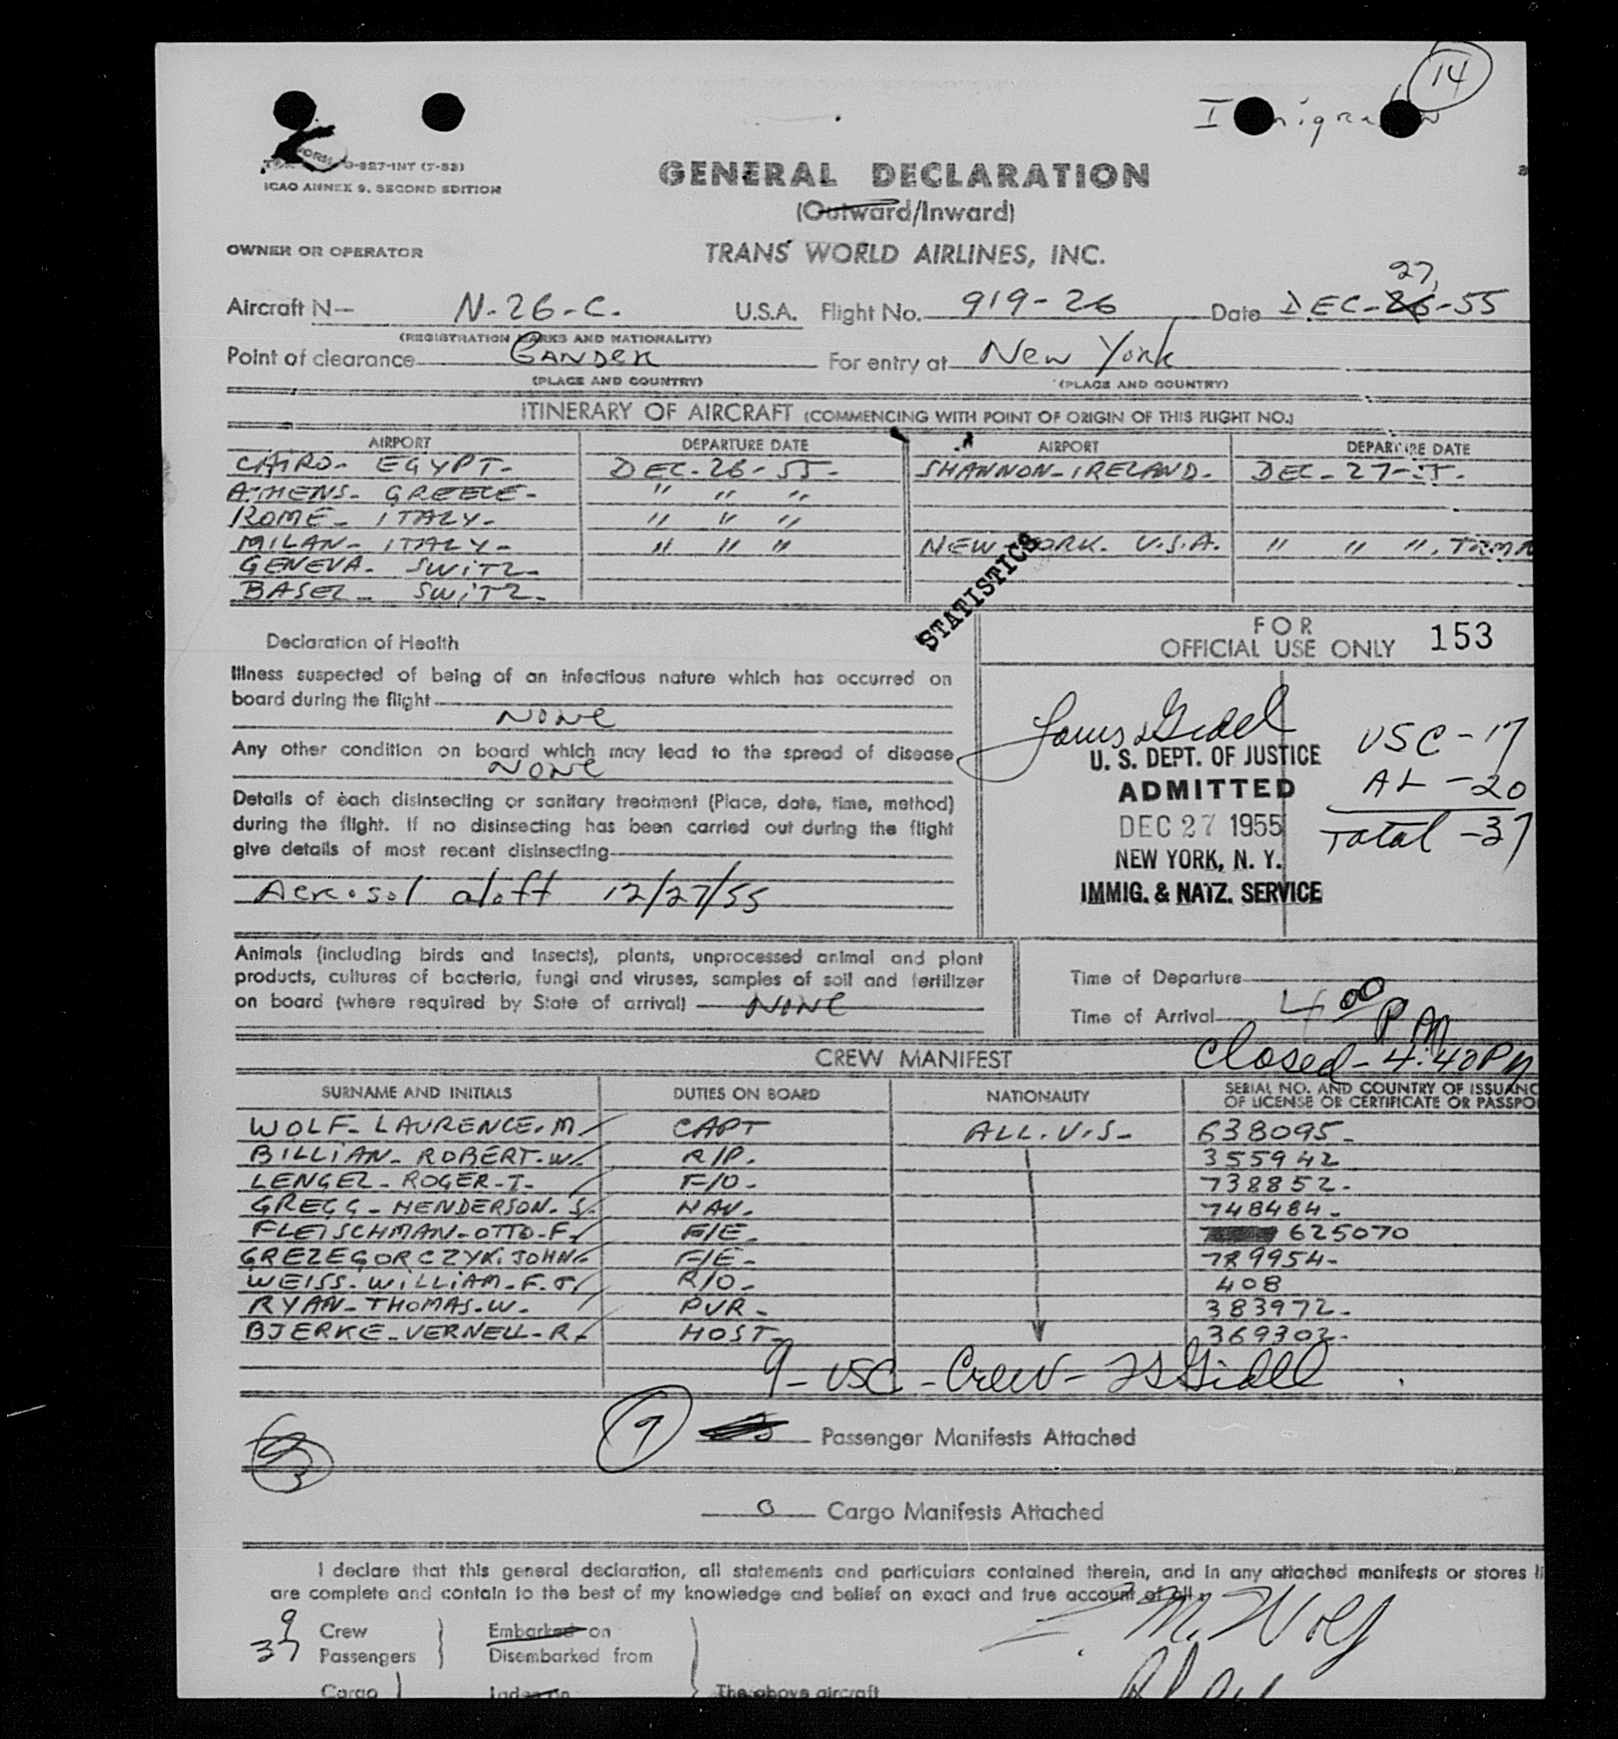 14
FORM O-827-INT (7-53)
ICAO ANNEX 9, SECOND EDITION
GENERAL DECLARATION
(Outward/Inward)
OWNER OR OPERATOR TRANS WORLD AIRLINES, INC.
27
Aircraft N— N-26-C. U.S.A. Flight No. 919-26 Date DEC-26-55
(REGISTRATION MARKS AND NATIONALITY)
Point of clearance GANDER For entry at New York
(PLACE AND COUNTRY) (PLACE AND COUNTRY)
ITINERARY OF AIRCRAFT (COMMENCING WITH POINT OF ORIGIN OF THIS FLIGHT NO.)
AIRPORT DEPARTURE DATE AIRPORT DEPARTURE DATE
CAIRO- EGYPT- DEC-26-55- SHANNON-IRELAND- DEC-27-55-
ATHENS- GREECE- " " "
ROME- ITALY- " " "
MILAN- ITALY- " " " NEW YORK- U.S.A. " " ".
GENEVA- SWITZ-
BASEL- SWITZ-
STATISTICS
Declaration of Health
Illness suspected of being of an infectious nature which has occurred on
board during the flight
NONE
Any other condition on board which may lead to the spread of disease
NONE
Details of each disinsecting or sanitary treatment (Place, date, time, method)
during the flight. If no disinsecting has been carried out during the flight
give details of most recent disinsecting
Aerosol aloft 12/27/55
FOR
OFFICIAL USE ONLY 153
U. S. DEPT. OF JUSTICE
ADMITTED
DEC 27 1955
NEW YORK, N. Y.
IMMIG. & NATZ. SERVICE
USC - 17
AL - 20
Total - 37
Animals (including birds and insects), plants, unprocessed animal and plant
products, cultures of bacteria, fungi and viruses, samples of soil and fertilizer
on board (where required by State of arrival) NONE
Time of Departure
Time of Arrival 4 00 PM
CREW MANIFEST Closed - 4:40 PM
SURNAME AND INITIALS DUTIES ON BOARD NATIONALITY SERIAL NO. AND COUNTRY OF ISSUANC
OF LICENSE OR CERTIFICATE OR PASSPO
WOLF- LAURENCE.M CAPT ALL.U.S- 638095-
BILLIAN- ROBERT.W. R/P. 355942
LENGEL- ROGER-T- F/O- 738852-
GREGG- HENDERSON-S. NAV. 748484-
FLEISCHMAN-OTTO-F. F/E- 625070
GREZEGORCZYK.JOHN F/E- 789954-
WEISS-WILLIAM-F.J. R/O- 408
RYAN-THOMAS-W. PUR- 383972-
BJERKE-VERNELL-R. HOST- 369302-
9- USC - Crew -
9 Passenger Manifests Attached
0 Cargo Manifests Attached
I declare that this general declaration, all statements and particulars contained therein, and in any attached manifests or stores li
are complete and contain to the best of my knowledge and belief an exact and true account of all
L. M. Wolf
9 Crew Embarked on
37 Passengers Disembarked from
Cargo Laden on The above aircraft